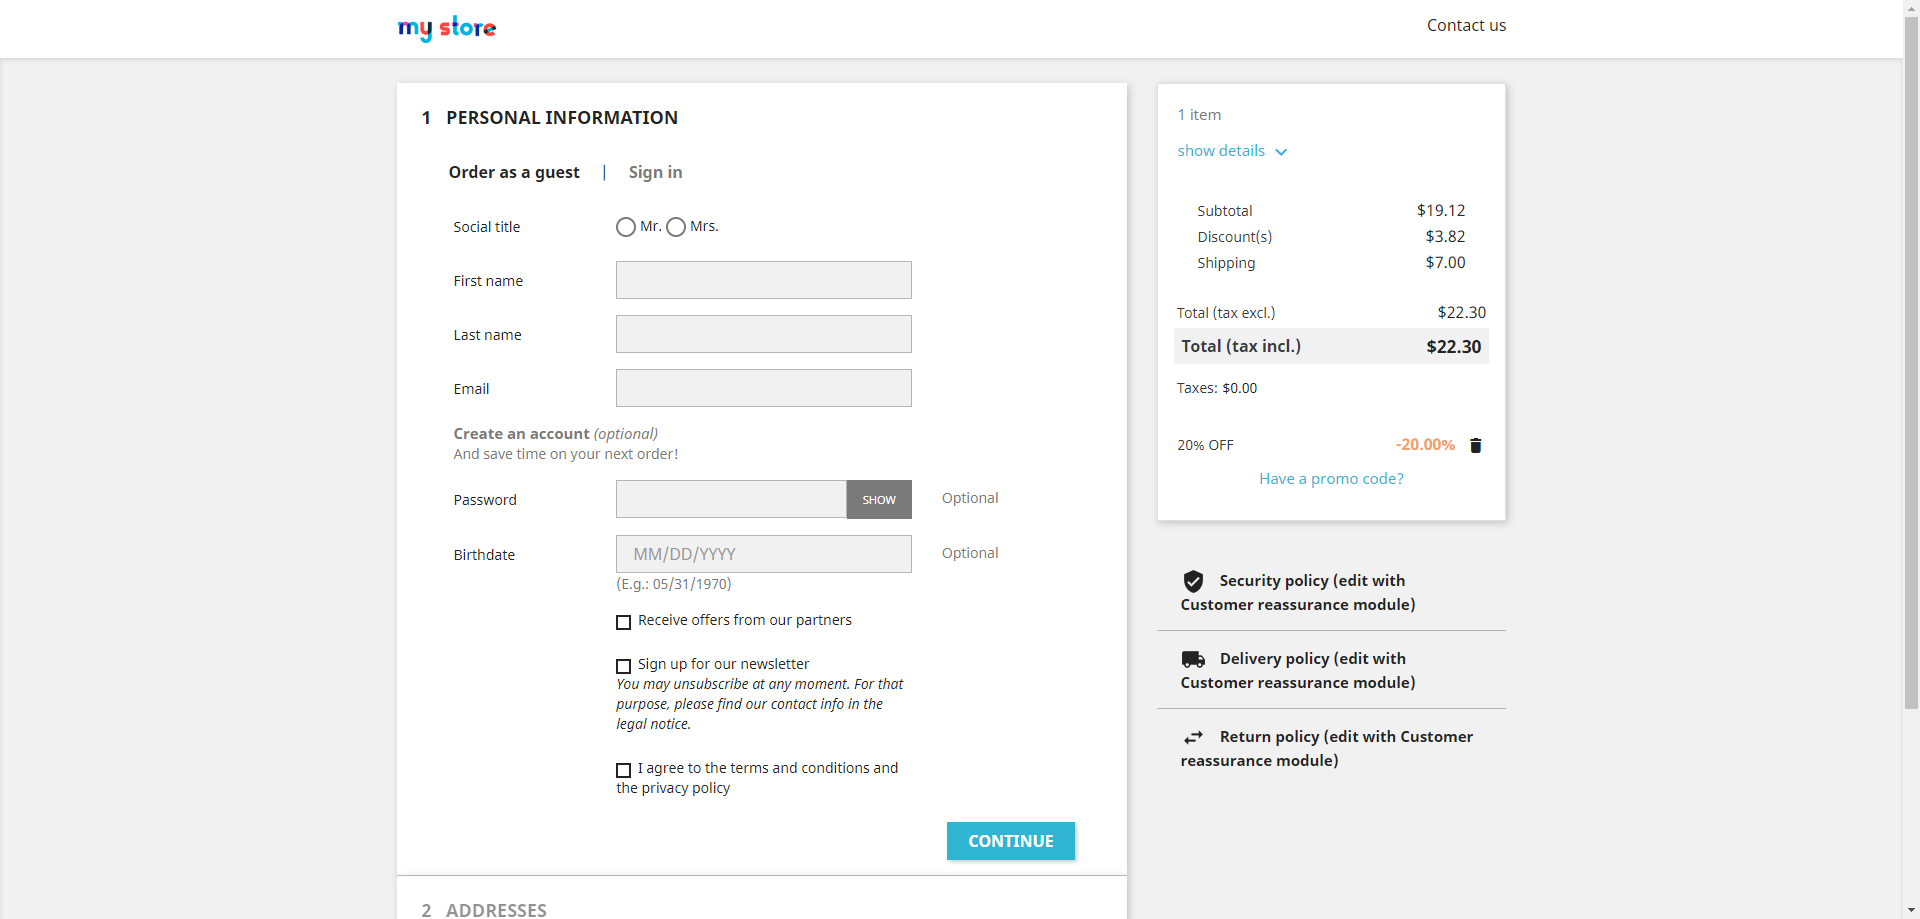 my store
Contact us
1 PERSONAL INFORMATION
Order as a guest | Sign in
Social title
Mr. Mrs.
First name
Last name
Email
Create an account (optional)
And save time on your next order!
Password
SHOW
Optional
Birthdate
MM/DD/YYYY
Optional
(E.g.: 05/31/1970)
Receive offers from our partners
Sign up for our newsletter
You may unsubscribe at any moment. For that
purpose, please find our contact info in the
legal notice.
I agree to the terms and conditions and
the privacy policy
CONTINUE
2 ADDRESSES
1 item
show details
Subtotal $19.12
Discount(s) $3.82
Shipping $7.00
Total (tax excl.) $22.30
Total (tax incl.) $22.30
Taxes: $0.00
20% OFF -20.00%
Have a promo code?
Security policy (edit with
Customer reassurance module)
Delivery policy (edit with
Customer reassurance module)
Return policy (edit with Customer
reassurance module)